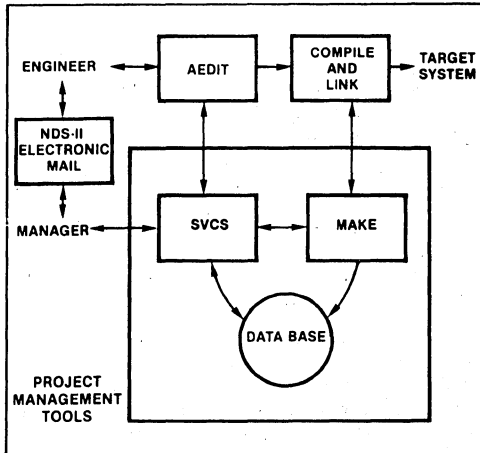 ENGINEER
AEDIT
COMPILE
AND
LINK
TARGET
SYSTEM
NDS-II
ELECTRONIC
MAIL
MANAGER
SVCS
MAKE
DATA BASE
PROJECT
MANAGEMENT
TOOLS